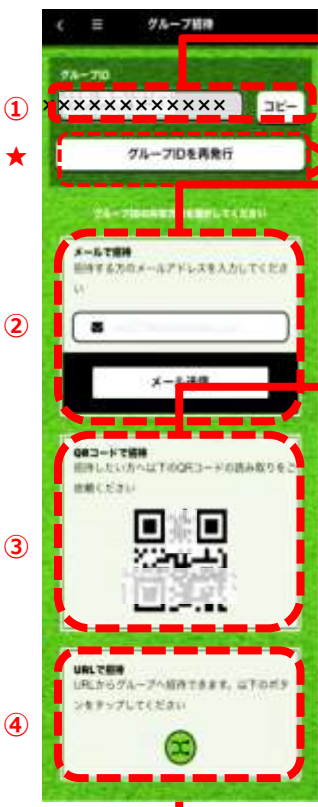 グループ招待
グループID
① ×××××××××××× コピー
★ グループIDを再発行
② メールで招待
招待する方のメールアドレスを入力してくださ
い
メール送信
③ QRコードで招待
招待したい方へ以下のQRコードの読み取りをご
依頼ください
④ URLで招待
URLからグループへ招待できます。以下のボタ
ンをタップしてください